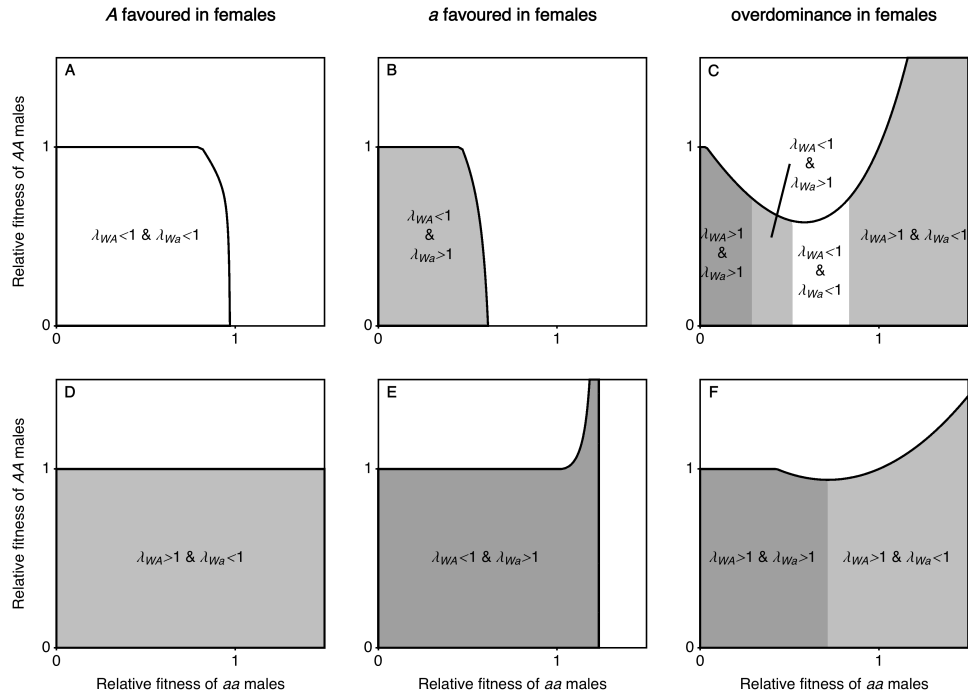 A favoured in females
a favoured in females
overdominance in females
A
Relative fitness of AA males
1
0
0
1
λWA<1 & λWa<1
B
1
0
0
1
λWA<1
&
λWa>1
C
1
0
0
1
λWA<1
&
λWa>1
λWA>1
&
λWa>1
λWA<1
&
λWa<1
λWA>1 & λWa<1
D
Relative fitness of AA males
1
0
0
1
λWA>1 & λWa<1
Relative fitness of aa males
E
1
0
0
1
λWA<1 & λWa>1
Relative fitness of aa males
F
1
0
0
1
λWA>1 & λWa>1
λWA>1 & λWa<1
Relative fitness of aa males